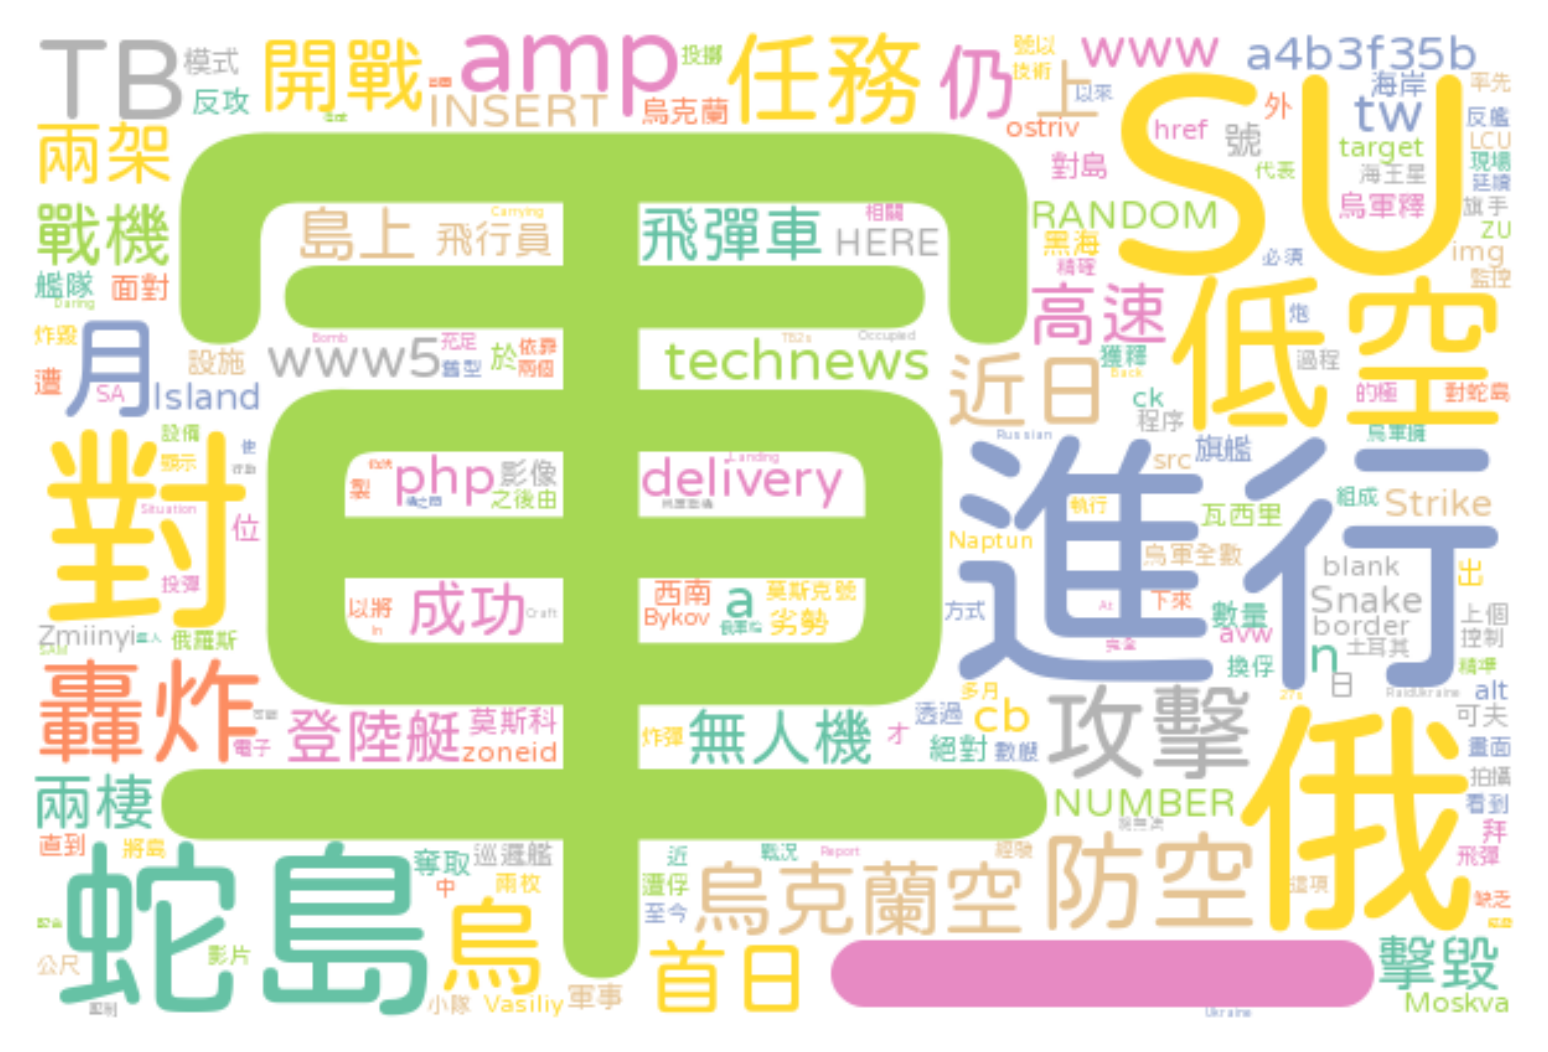 TB
模式
反攻
開戰
amp
INSERT
投擲
烏克蘭
任務
仍
號以
技術
上
以來
www
a4b3f35b
ostriv
對島
href
號
外
代表
海岸
tw
target
海王星
烏軍釋
率先
反艦
LCU
現場
延續
旗手
ZU
img
監控
SU
兩架
戰機
艦隊
面對
Daring
軍
島上
飛行員
Carrying
飛彈車
相關
HERE
RANDOM
黑海
精確
必須
高速
低空
炮
過程
炸毀
月
遭
SA
Island
設施
www5
Bomb
充足
舊型
於
依靠
兩個
technews
TB2s
Occupied
近日
獲釋
Back
ck
程序
的極
對蛇島
烏軍擁
對
設備
顯示
使
Situation
位
投彈
製
php
影像
之後由
delivery
Landing
Russian
進行
src
旗艦
執行
瓦西里
組成
Strike
一
Naptun
烏軍全數
blank
出
Zmiinyi
俄羅斯
SAM
以將
In
成功
Craft
西南
Bykov
a
莫斯克號
劣勢
方式
At
下來
完全
數量
avw
換俘
Snake
border
土耳其
n
日
上個
控制
精準
轟炸
電子
登陸艇
莫斯科
zoneid
炸彈
無人機
才
透過
多月
cb
絕對
數艘
攻擊
27s
RaidUkraine
alt
可夫
畫面
拍攝
看到
拜
飛彈
兩棲
直到
將島
NUMBER
俄
蛇島
公尺
影片
奪取
巡邏艦
中
兩枚
烏
小隊
Vasiliy
軍事
近
遭俘
至今
戰況
Report
經驗
烏克蘭空
防空
這項
缺乏
首日
一
擊毀
Moskva
Ukraine